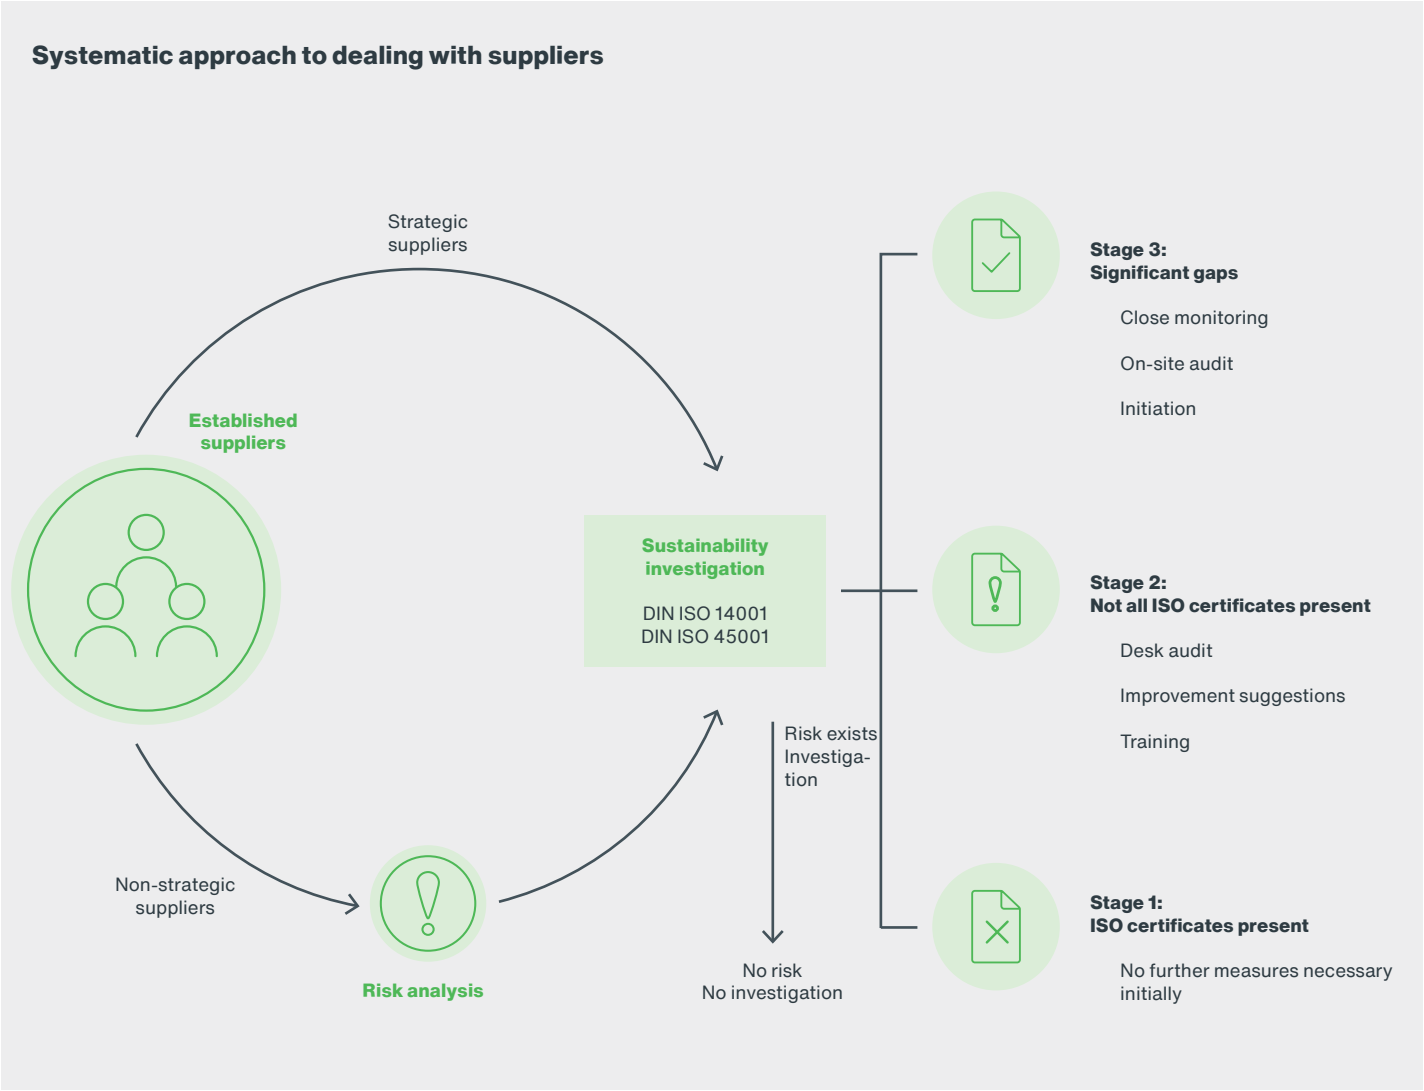 Systematic approach to dealing with suppliers
Strategic
suppliers
Established
suppliers
Non-strategic
suppliers
Risk analysis
Sustainability
investigation
DIN ISO 14001
DIN ISO 45001
Risk exists
Investiga-
tion
No risk
No investigation
Stage 3:
Significant gaps
Close monitoring
On-site audit
Initiation
Stage 2:
Not all ISO certificates present
Desk audit
Improvement suggestions
Training
Stage 1:
ISO certificates present
No further measures necessary
initially